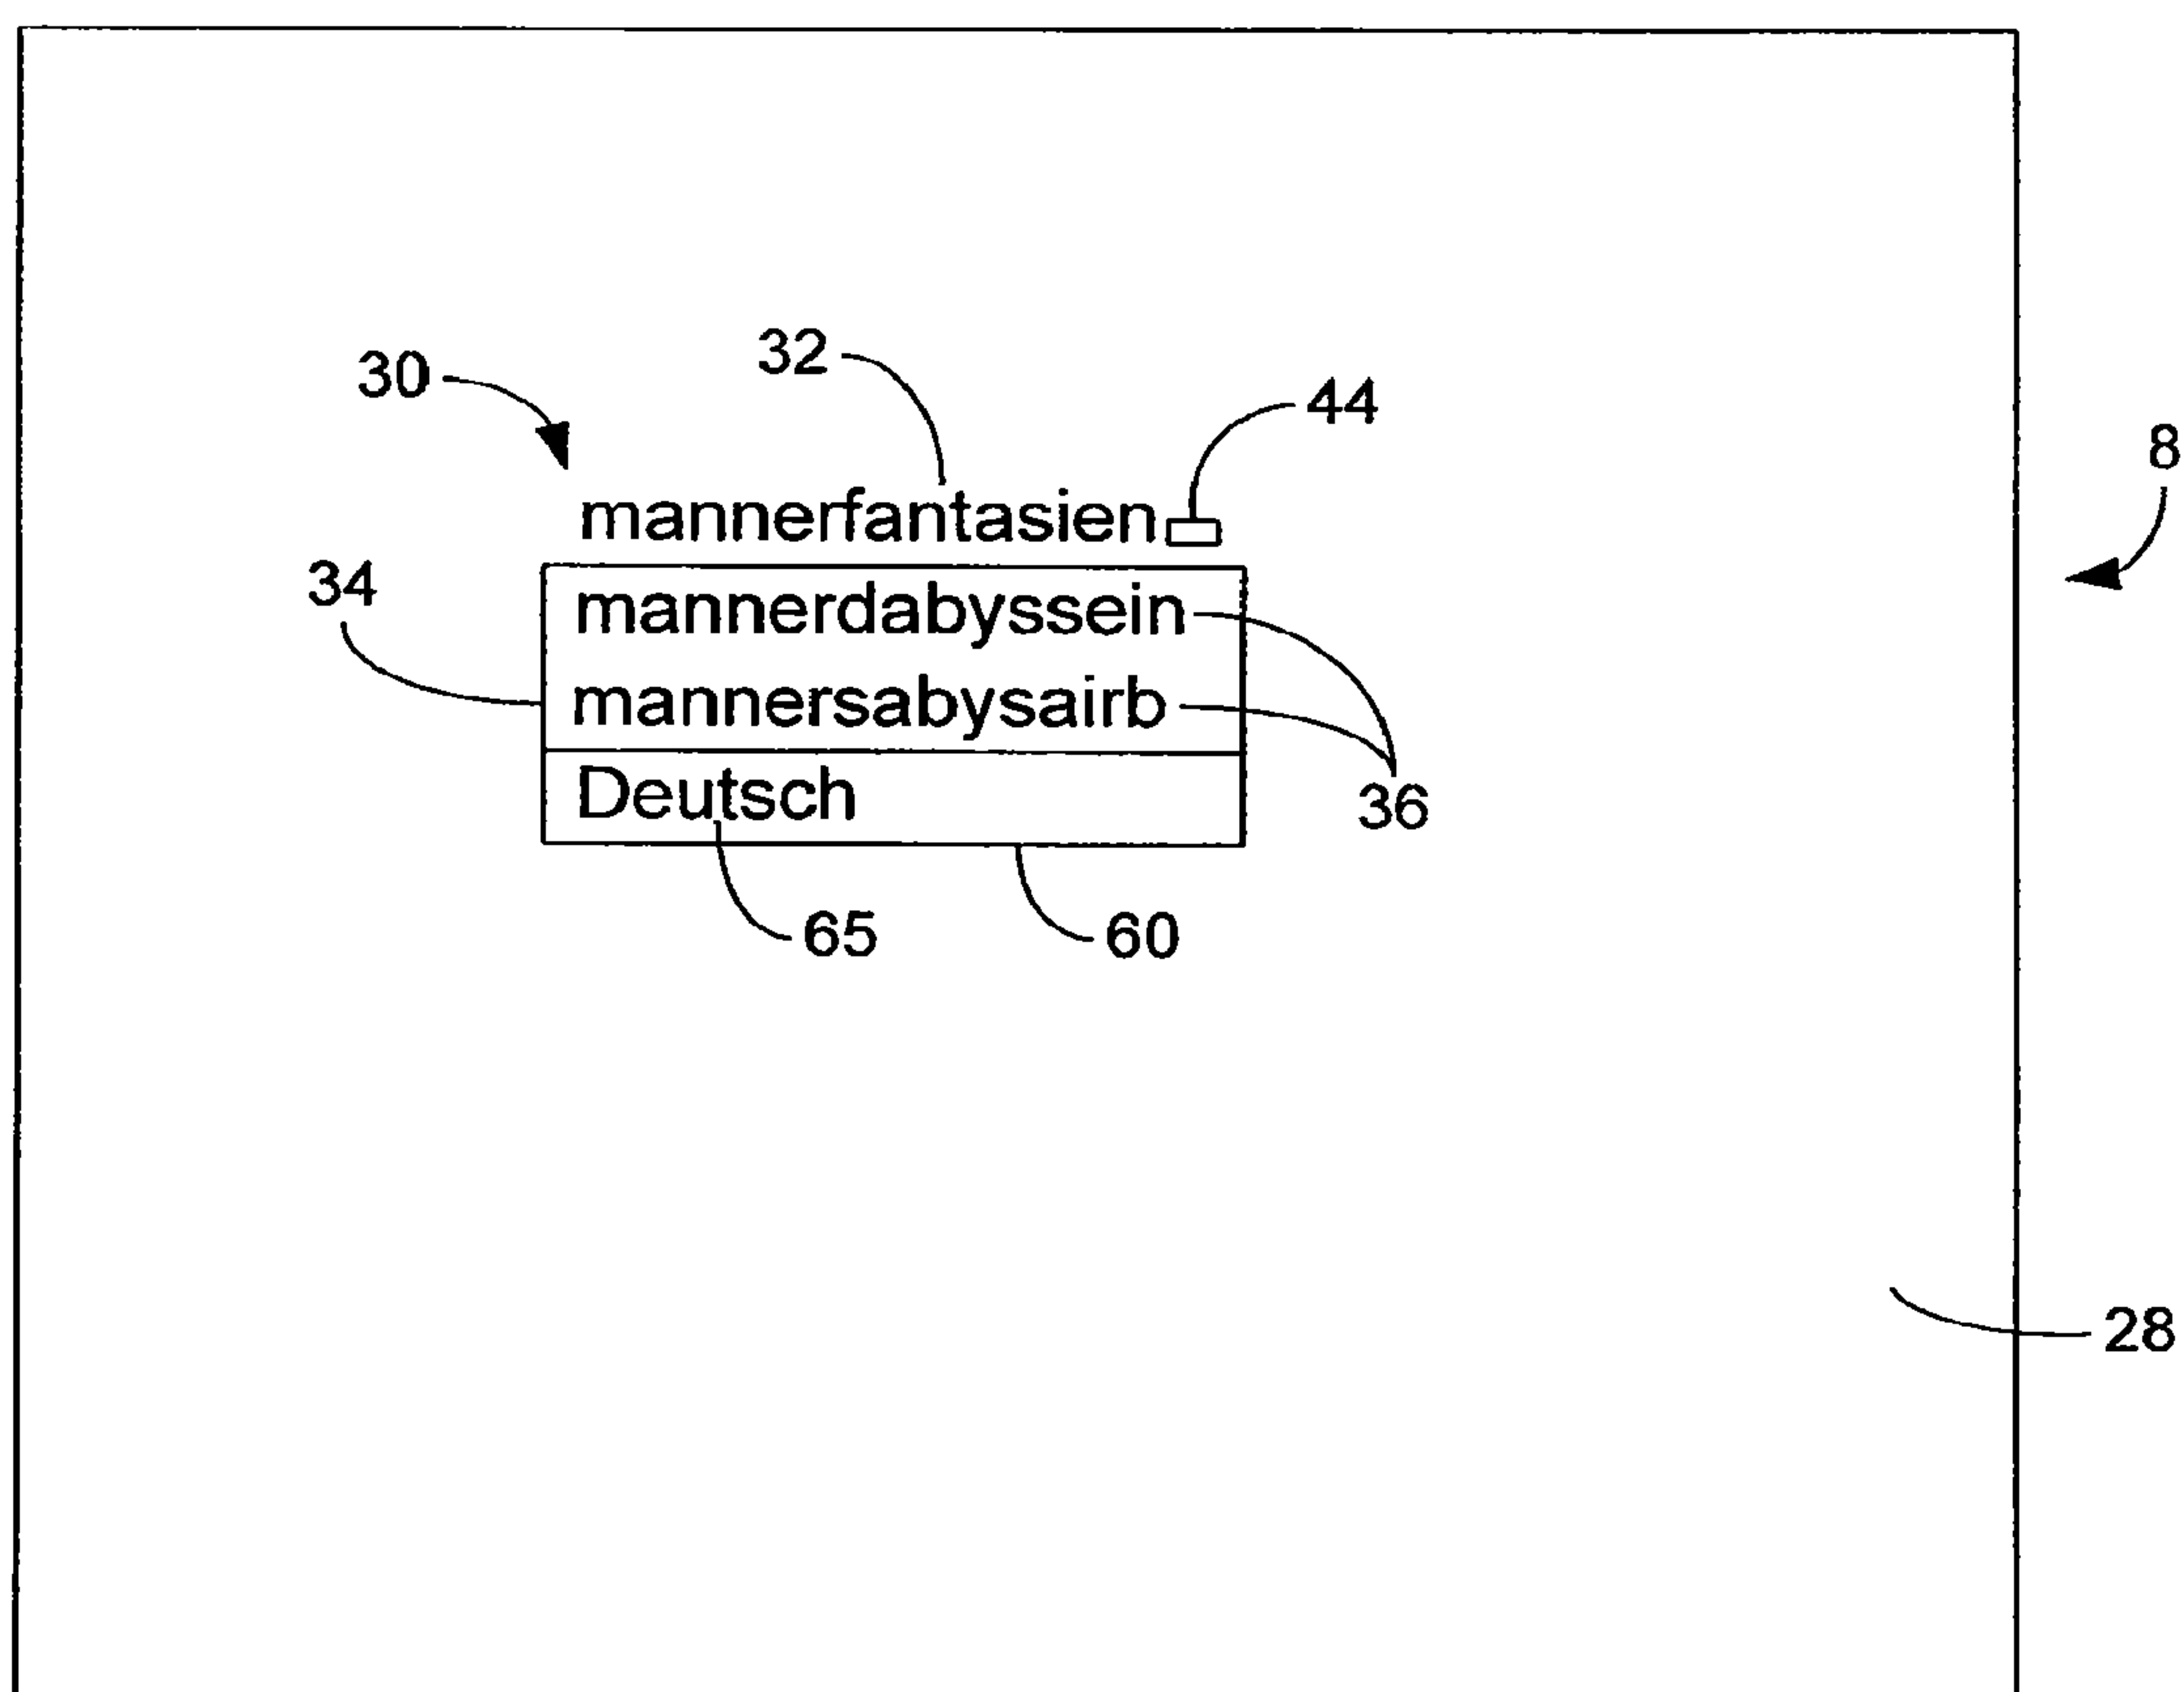 32
30
44
8
mannerfantasien
34
mannerdabyssein
mannersabysairb
Deutsch
36
65
60
28